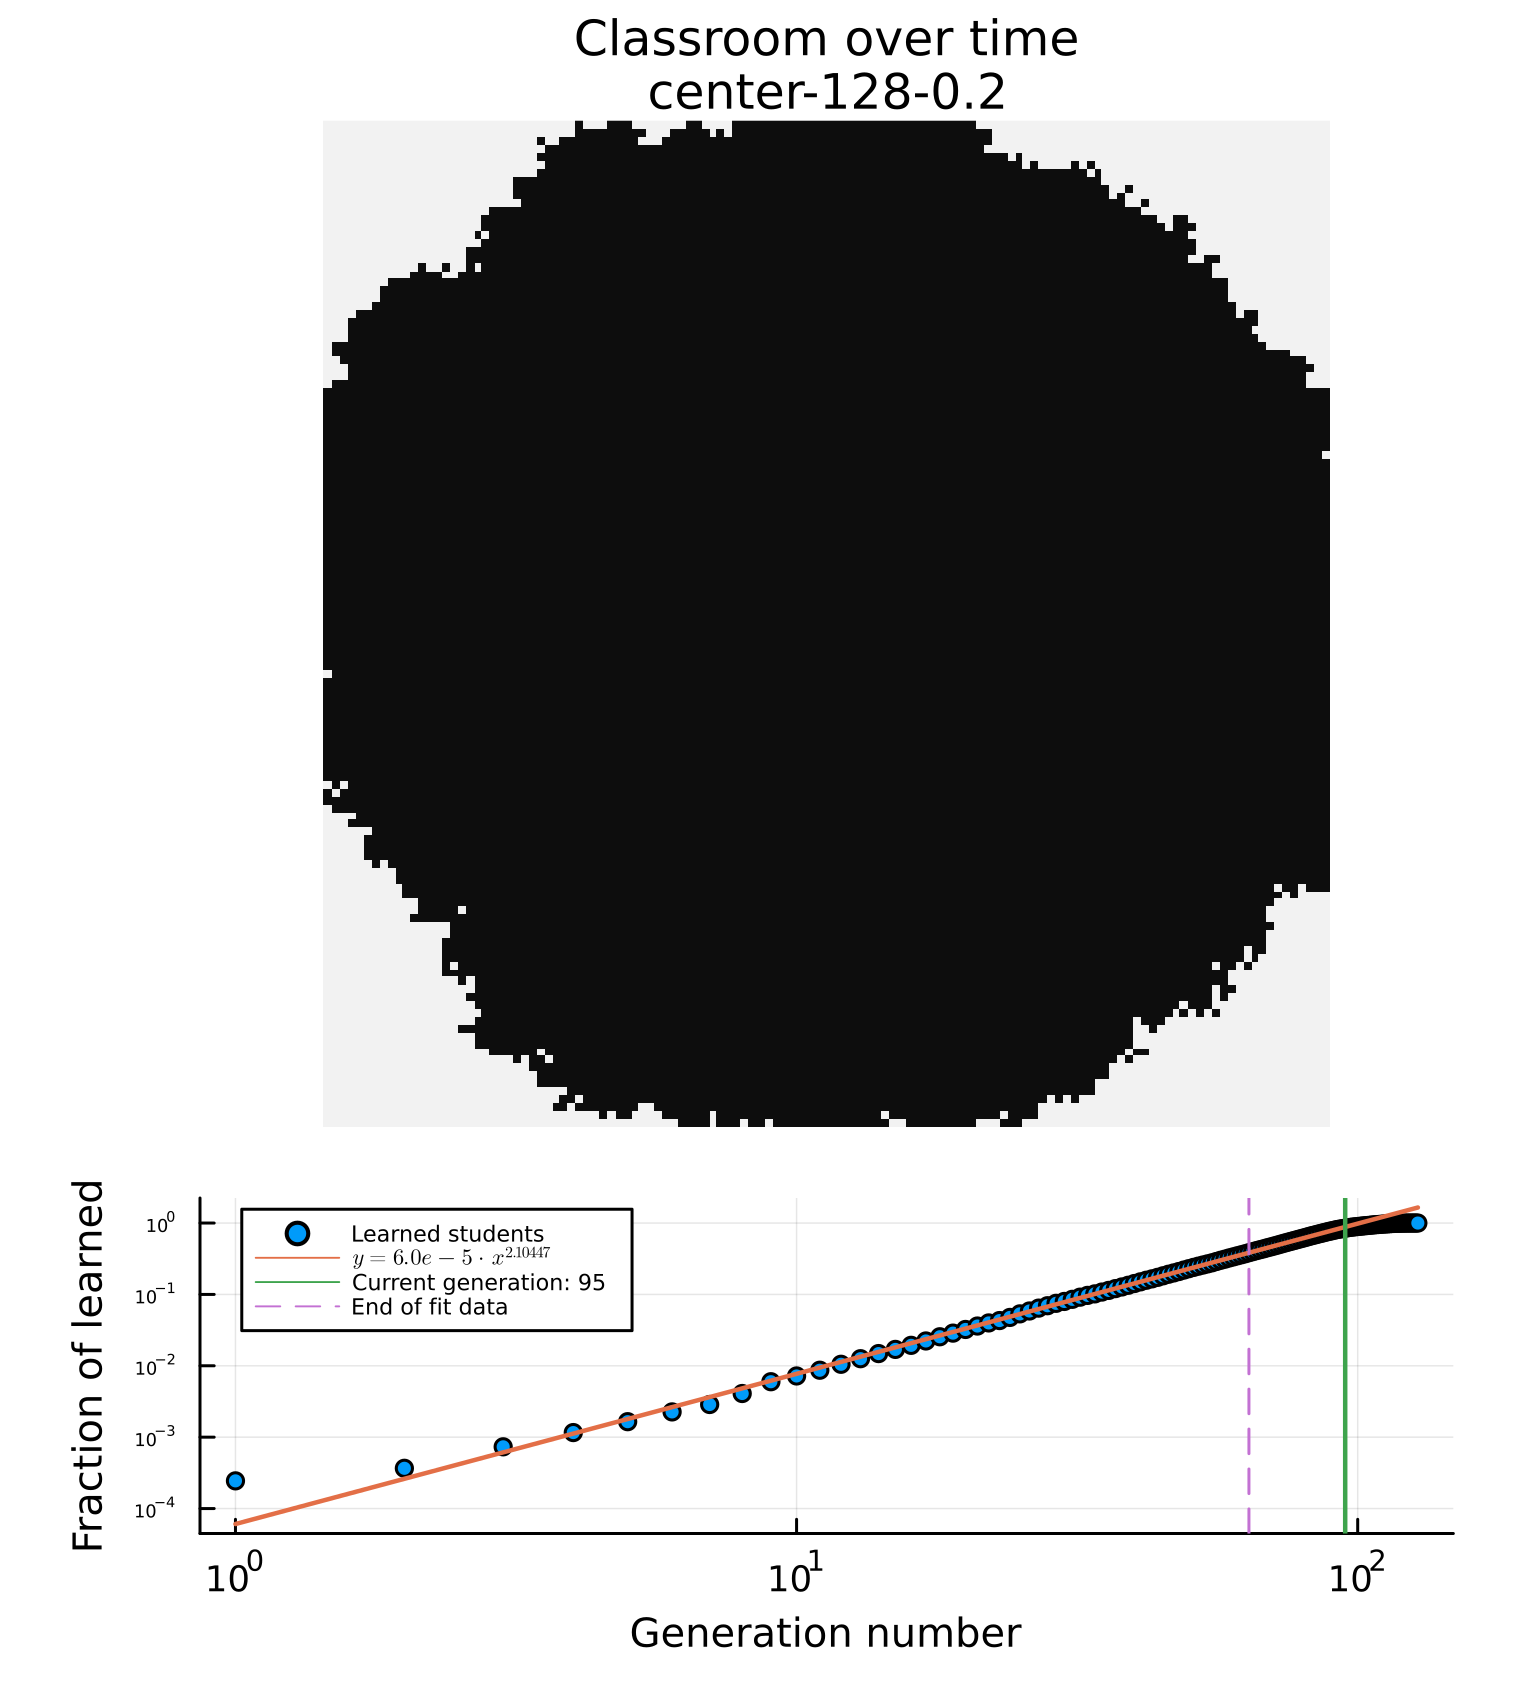 Classroom over time
center-128-0.2
Fraction of learned
10^0
10^-1
10^-2
10^-3
10^-4
Learned students
y = 6.0e − 5 · x^2.10447
Current generation: 95
End of fit data
10^0 10^1 10^2
Generation number